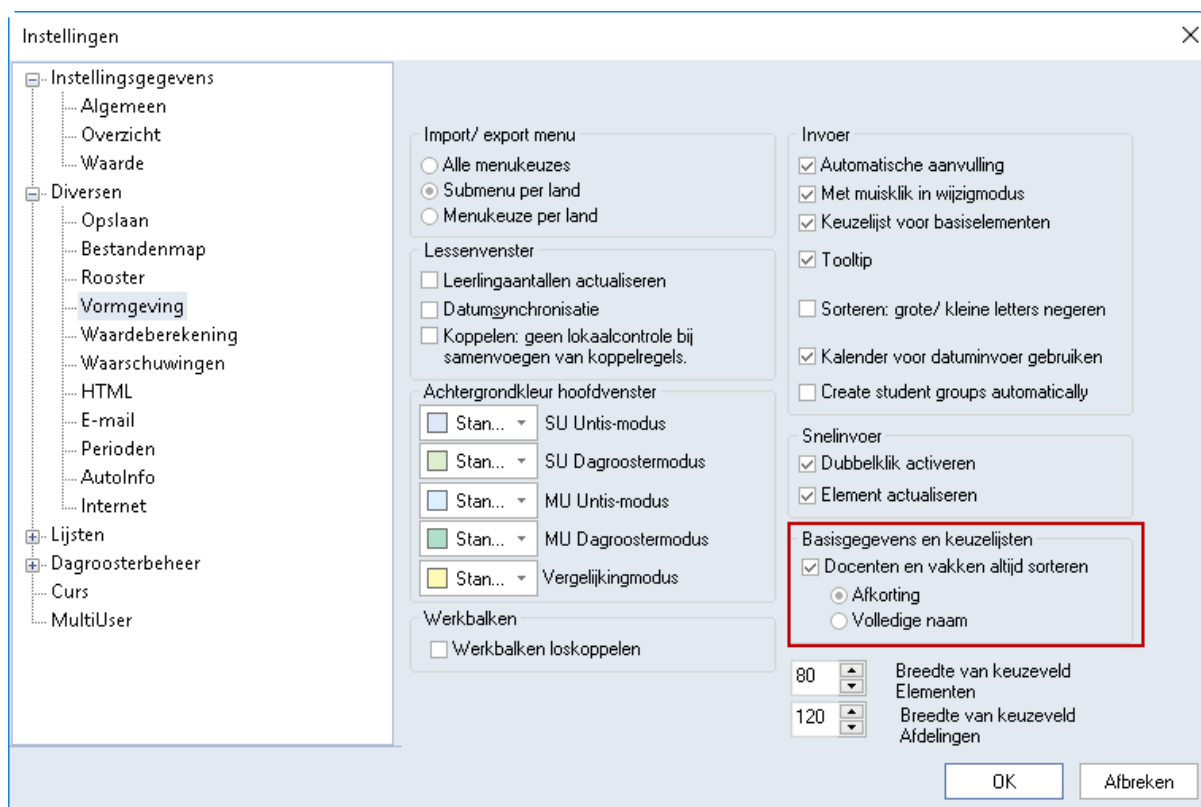 Instellingen
Instellingsgegevens
Algemeen
Overzicht
Waarde
Diversen
Opslaan
Bestandenmap
Rooster
Vormgeving
Waardeberekening
Waarschuwingen
HTML
E-mail
Perioden
AutoInfo
Internet
Lijsten
Dagroosterbeheer
Curs
MultiUser
Import/ export menu
Alle menukeuzes
Submenu per land
Menukeuze per land
Lessenvenster
Leerlingaantallen actualiseren
Datumsynchronisatie
Koppelen: geen lokaalcontrole bij
samenvoegen van koppelregels.
Achtergrondkleur hoofdvenster
Stan... SU Untis-modus
Stan... SU Dagroostermodus
Stan... MU Untis-modus
Stan... MU Dagroostermodus
Stan... Vergelijkingmodus
Werkbalken
Werkbalken loskoppelen
Invoer
Automatische aanvulling
Met muisklik in wijzigmodus
Keuzelijst voor basiselementen
Tooltip
Sorteren: grote/ kleine letters negeren
Kalender voor datuminvoer gebruiken
Create student groups automatically
Snelinvoer
Dubbelklik activeren
Element actualiseren
Basisgegevens en keuzelijsten
Docenten en vakken altijd sorteren
Afkorting
Volledige naam
80 Breedte van keuzeveld
Elementen
120 Breedte van keuzeveld
Afdelingen
OK
Afbreken